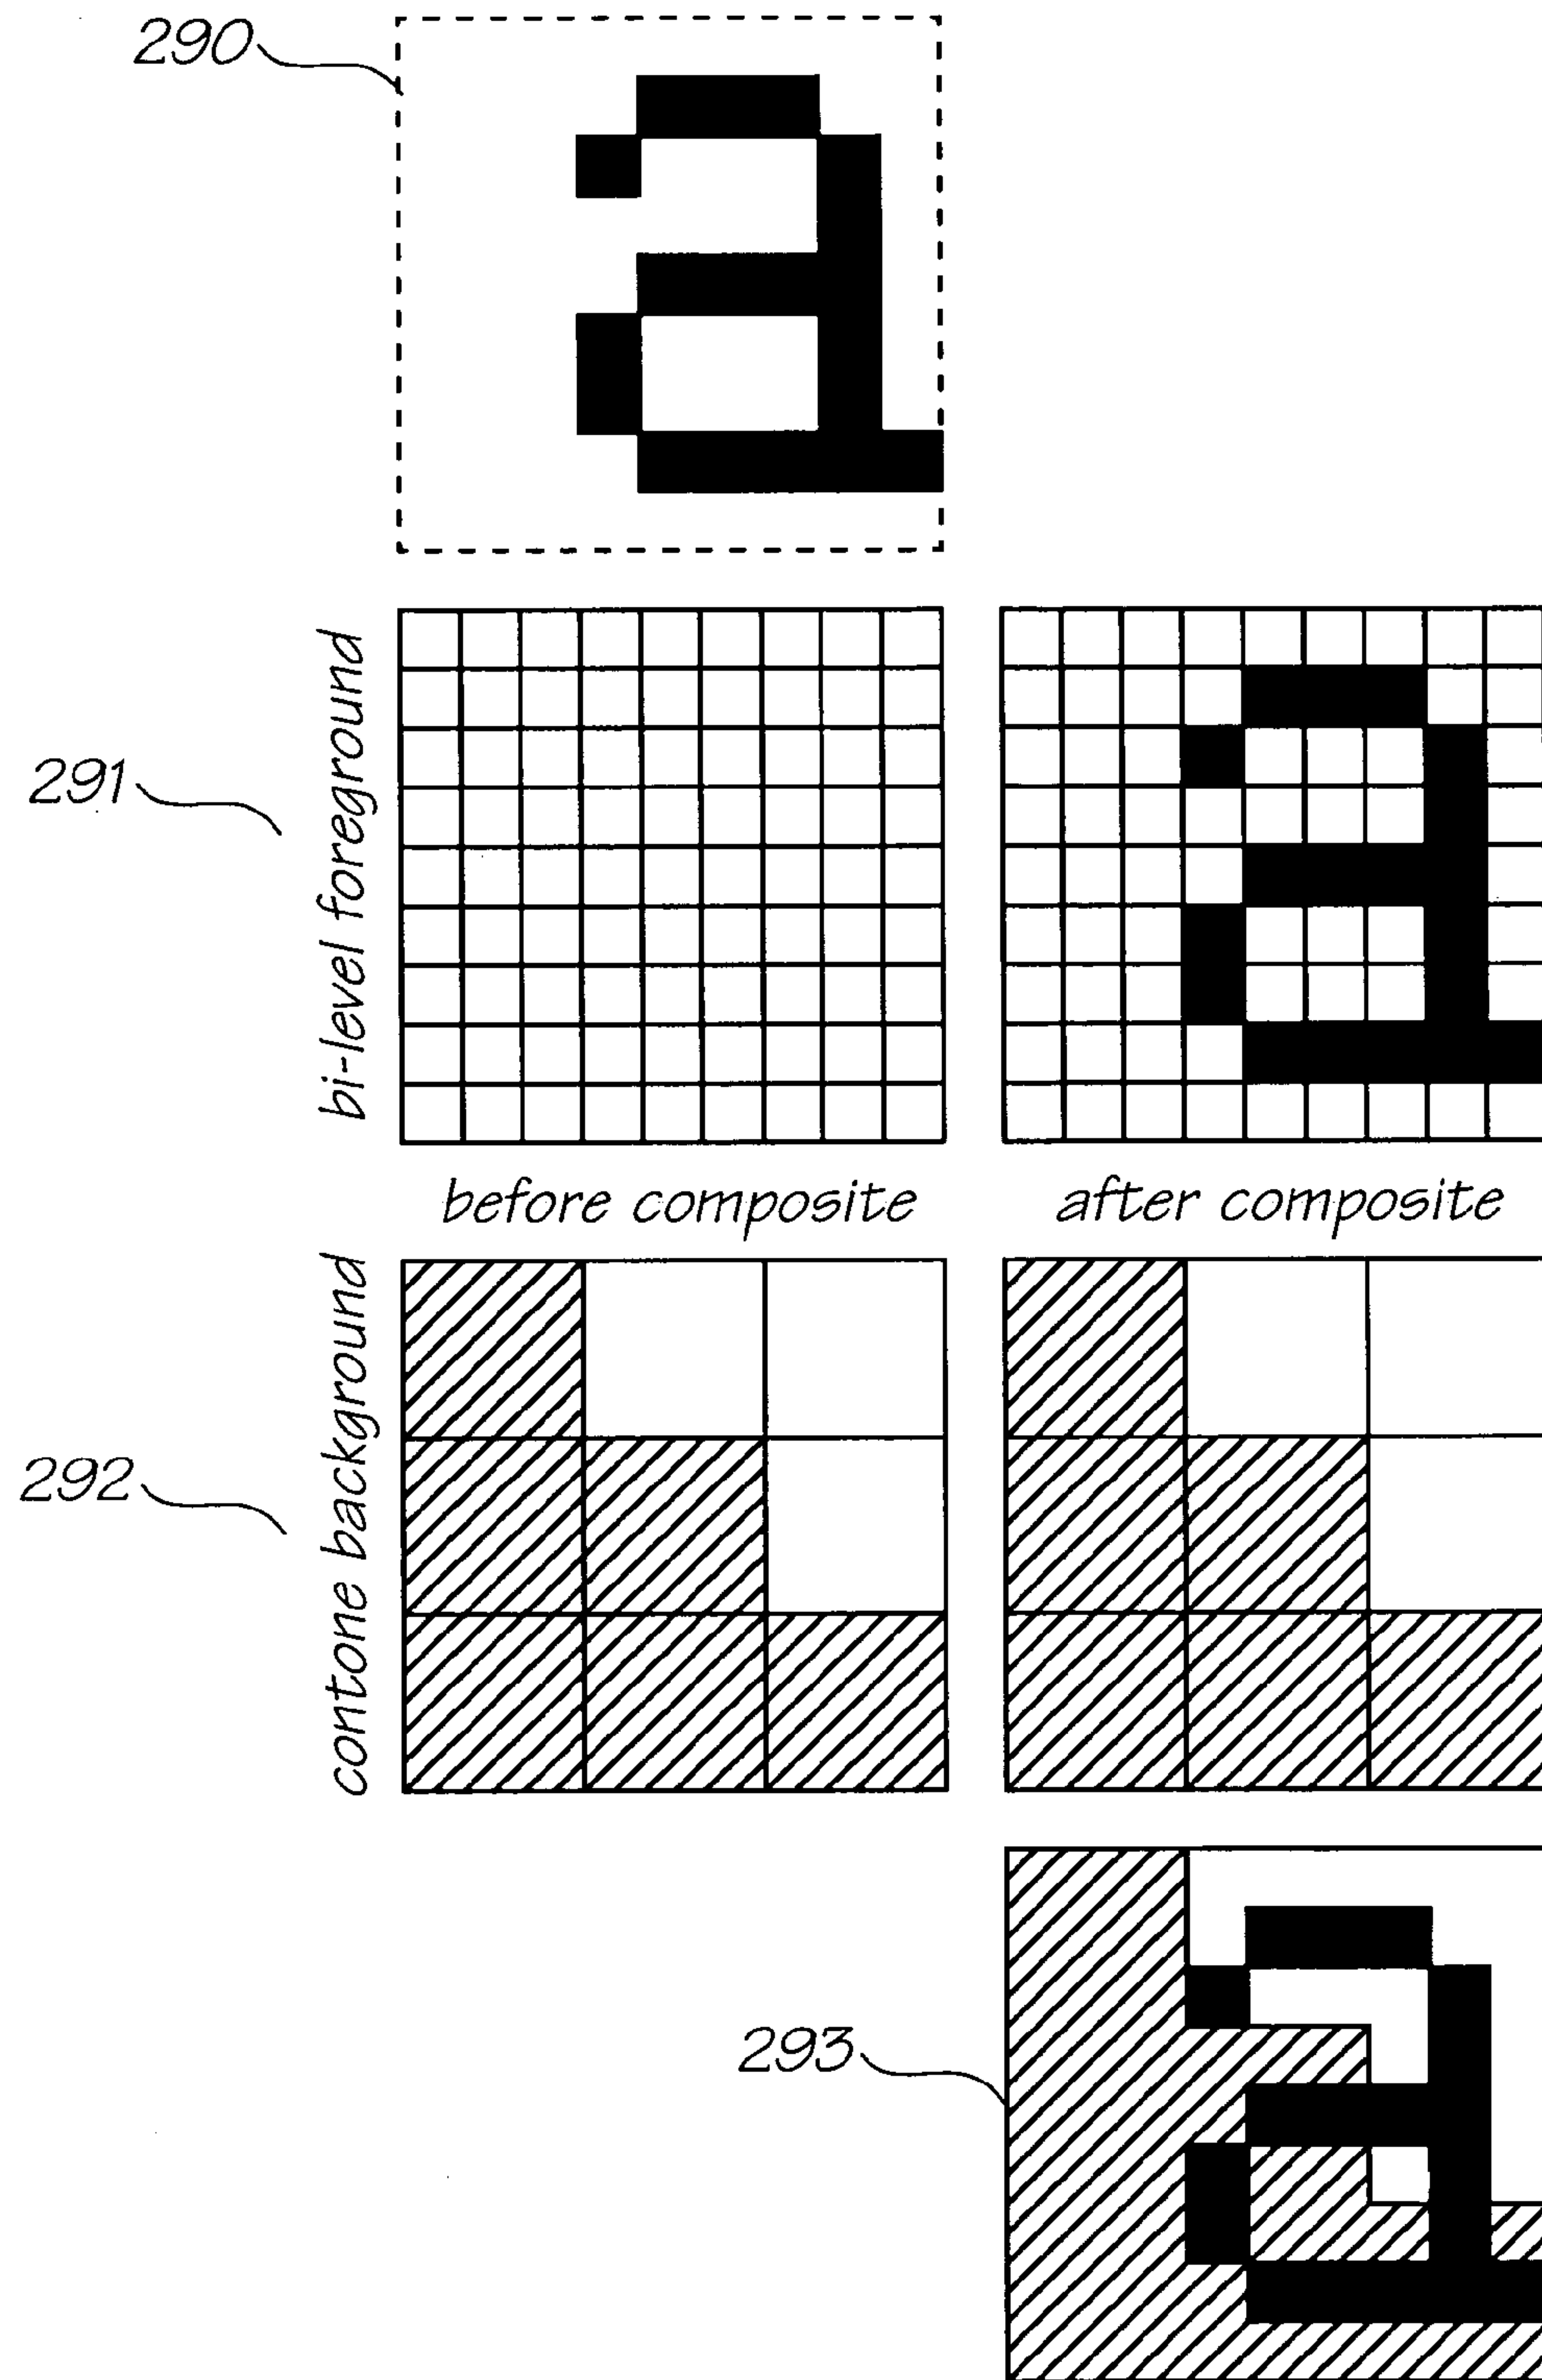 290
a
291
bi-level foreground
a
before composite
after composite
292
contone background
293
a